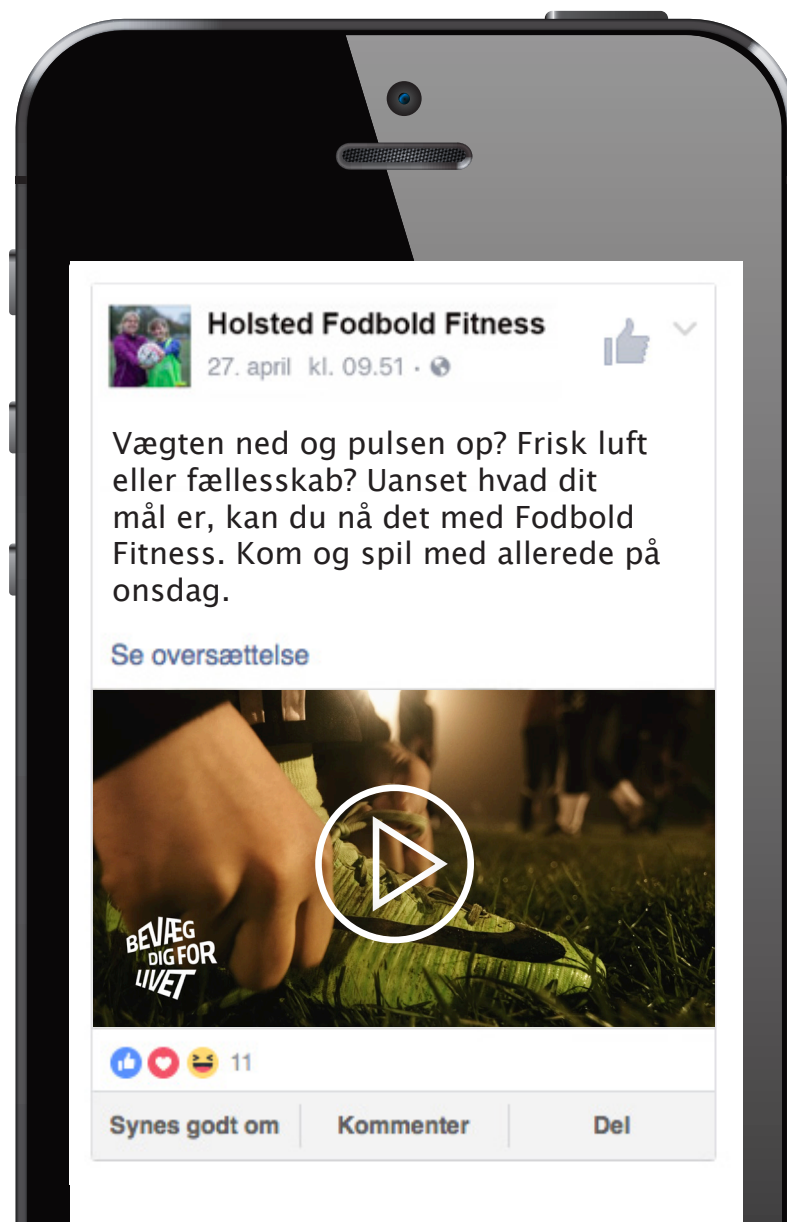 Holsted Fodbold Fitness
27. april kl. 09.51 ·
Vægten ned og pulsen op? Frisk luft
eller fællesskab? Uanset hvad dit
mål er, kan du nå det med Fodbold
Fitness. Kom og spil med allerede på
onsdag.
Se oversættelse
BEVÆG
DIG FOR
LIVET
11
Synes godt om Kommenter Del